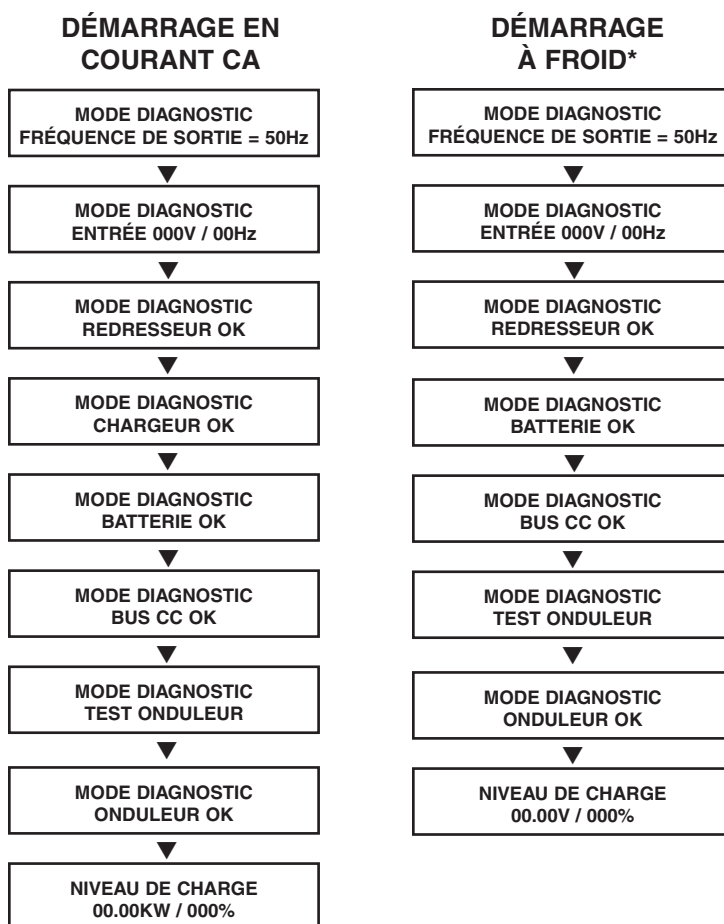 DÉMARRAGE EN
COURANT CA
MODE DIAGNOSTIC
FRÉQUENCE DE SORTIE = 50Hz
MODE DIAGNOSTIC
ENTRÉE 000V / 00Hz
MODE DIAGNOSTIC
REDRESSEUR OK
MODE DIAGNOSTIC
CHARGEUR OK
MODE DIAGNOSTIC
BATTERIE OK
MODE DIAGNOSTIC
BUS CC OK
MODE DIAGNOSTIC
TEST ONDULEUR
MODE DIAGNOSTIC
ONDULEUR OK
NIVEAU DE CHARGE
00.00KW / 000%
DÉMARRAGE
À FROID*
MODE DIAGNOSTIC
FRÉQUENCE DE SORTIE = 50Hz
MODE DIAGNOSTIC
ENTRÉE 000V / 00Hz
MODE DIAGNOSTIC
REDRESSEUR OK
MODE DIAGNOSTIC
BATTERIE OK
MODE DIAGNOSTIC
BUS CC OK
MODE DIAGNOSTIC
TEST ONDULEUR
MODE DIAGNOSTIC
ONDULEUR OK
NIVEAU DE CHARGE
00.00V / 000%